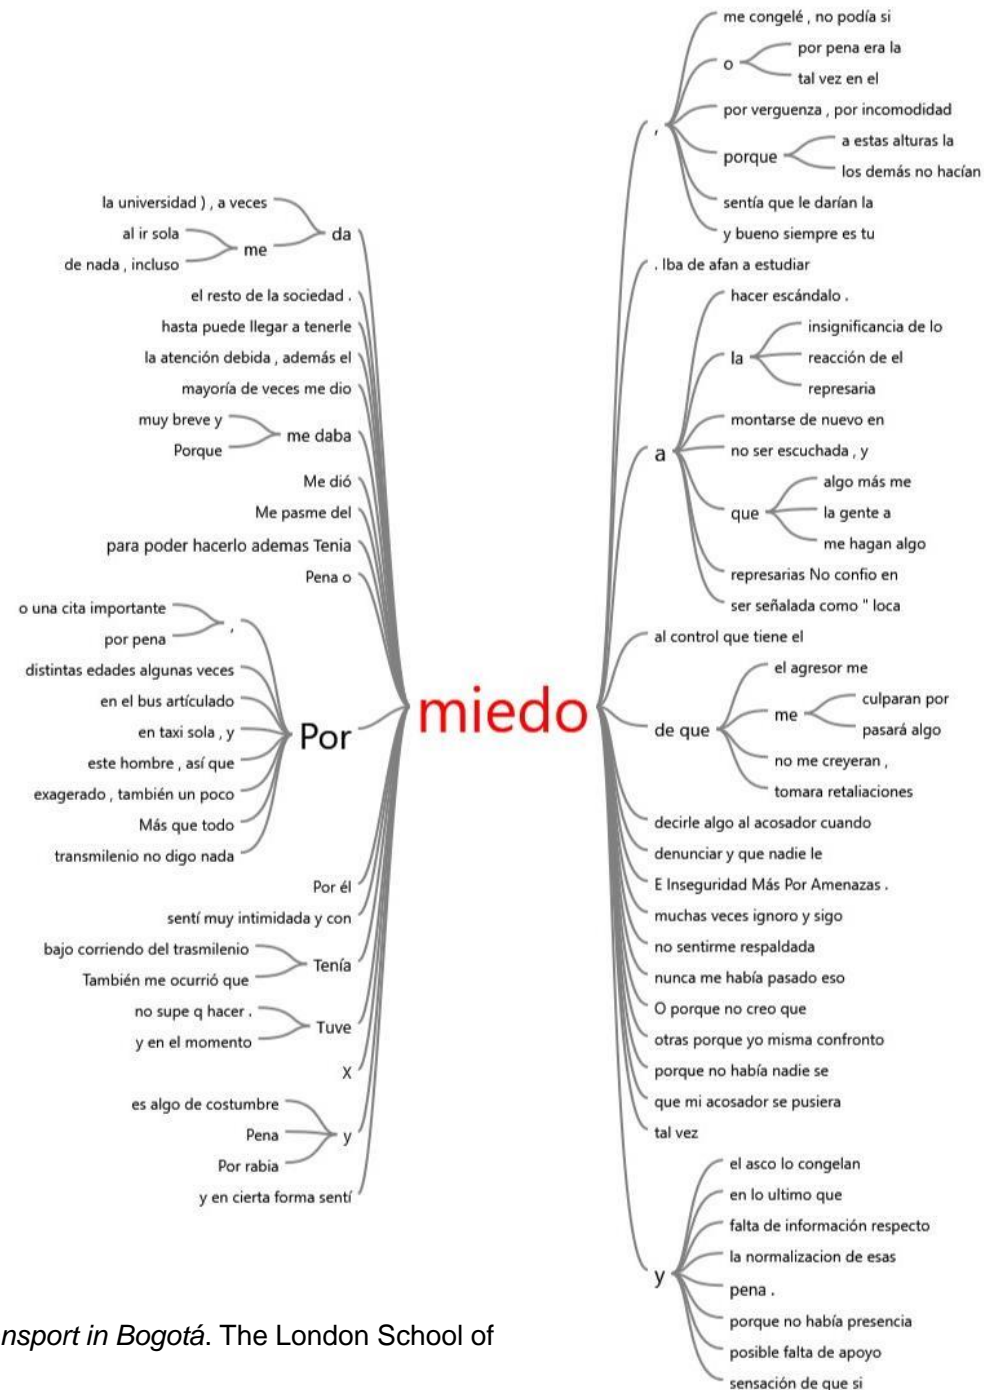 la universidad ) , a veces
al ir sola
me
de nada , incluso
da
el resto de la sociedad .
hasta puede llegar a tenerle
la atención debida , además el
mayoría de veces me dio
muy breve y
Porque
me daba
Me dió
Me pasme del
para poder hacerlo ademas Tenia
Pena o
o una cita importante
por pena
,
distintas edades algunas veces
en el bus artículado
en taxi sola , y
este hombre , así que
exagerado , también un poco
Más que todo
transmilenio no digo nada
Por
Por él
sentí muy intimidada y con
bajo corriendo del trasmilenio
También me ocurrió que
Tenía
no supe q hacer .
y en el momento
Tuve
X
es algo de costumbre
Pena
Por rabia
y
y en cierta forma sentí
miedo
,
me congelé , no podía si
o
por pena era la
tal vez en el
por verguenza , por incomodidad
porque
a estas alturas la
los demás no hacían
sentía que le darían la
y bueno siempre es tu
. Iba de afan a estudiar
a
hacer escándalo .
la
insignificancia de lo
reacción de el
represaria
montarse de nuevo en
no ser escuchada , y
que
algo más me
la gente a
me hagan algo
represarias No confio en
ser señalada como " loca
al control que tiene el
de que
el agresor me
me
culparan por
pasará algo
no me creyeran ,
tomara retaliaciones
decirle algo al acosador cuando
denunciar y que nadie le
E Inseguridad Más Por Amenazas .
muchas veces ignoro y sigo
no sentirme respaldada
nunca me había pasado eso
O porque no creo que
otras porque yo misma confronto
porque no había nadie se
que mi acosador se pusiera
tal vez
y
el asco lo congelan
en lo ultimo que
falta de información respecto
la normalizacion de esas
pena .
porque no había presencia
posible falta de apoyo
sensación de que si
nsport in Bogotá. The London School of